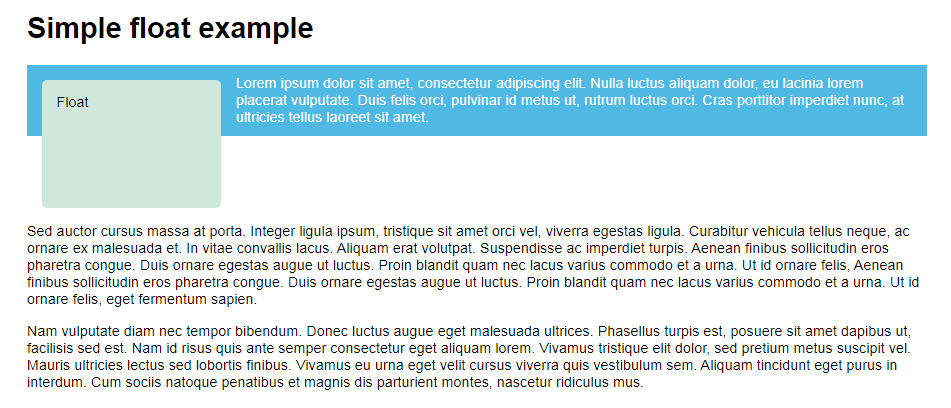 Simple float example
Float
Lorem ipsum dolor sit amet, consectetur adipiscing elit. Nulla luctus aliquam dolor, eu lacinia lorem
placerat vulputate. Duis felis orci, pulvinar id metus ut, rutrum luctus orci. Cras porttitor imperdiet nunc, at
ultricies tellus laoreet sit amet.
Sed auctor cursus massa at porta. Integer ligula ipsum, tristique sit amet orci vel, viverra egestas ligula. Curabitur vehicula tellus neque, ac
ornare ex malesuada et. In vitae convallis lacus. Aliquam erat volutpat. Suspendisse ac imperdiet turpis. Aenean finibus sollicitudin eros
pharetra congue. Duis ornare egestas augue ut luctus. Proin blandit quam nec lacus varius commodo et a urna. Ut id ornare felis, Aenean
finibus sollicitudin eros pharetra congue. Duis ornare egestas augue ut luctus. Proin blandit quam nec lacus varius commodo et a urna. Ut id
ornare felis, eget fermentum sapien.
Nam vulputate diam nec tempor bibendum. Donec luctus augue eget malesuada ultrices. Phasellus turpis est, posuere sit amet dapibus ut,
facilisis sed est. Nam id risus quis ante semper consectetur eget aliquam lorem. Vivamus tristique elit dolor, sed pretium metus suscipit vel.
Mauris ultricies lectus sed lobortis finibus. Vivamus eu urna eget velit cursus viverra quis vestibulum sem. Aliquam tincidunt eget purus in
interdum. Cum sociis natoque penatibus et magnis dis parturient montes, nascetur ridiculus mus.